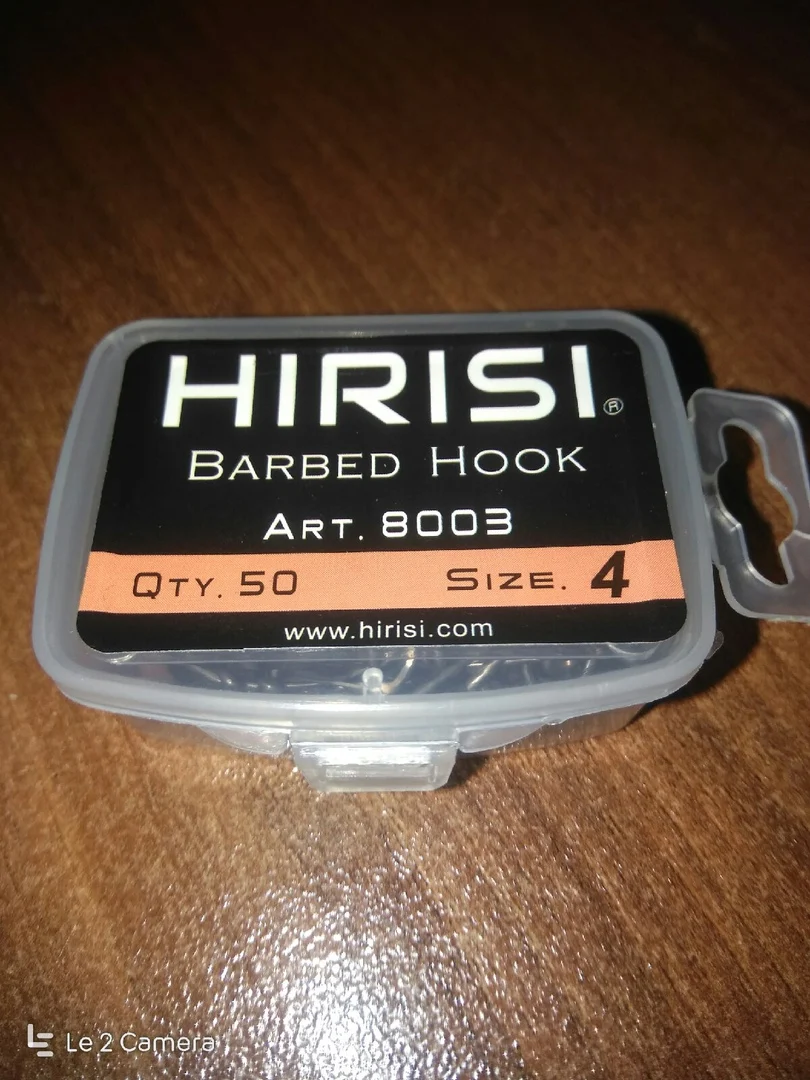 HIRISI®
BARBED HOOK
ART. 8003
QTY. 50 SIZE. 4
www.hirisi.com
Le 2 Camera